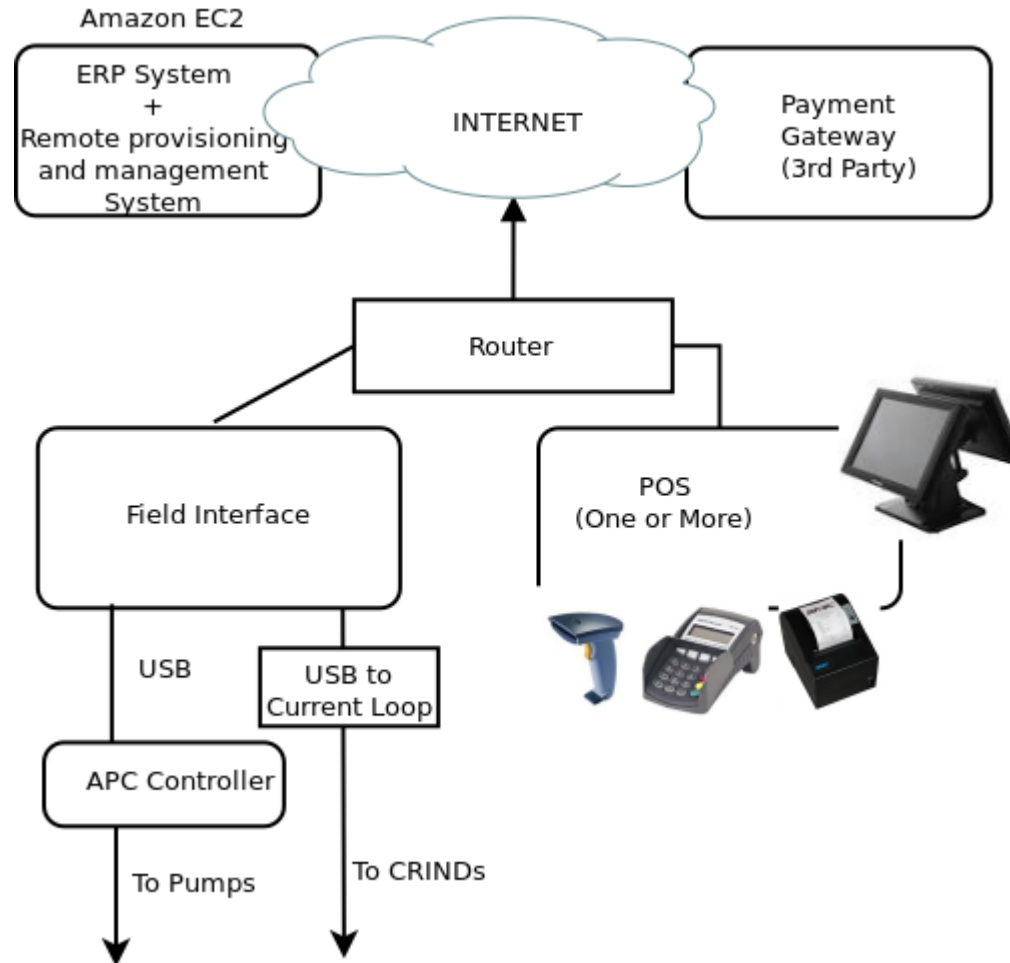 Amazon EC2
ERP System
+
Remote provisioning
and management
System
INTERNET
Payment
Gateway
(3rd Party)
Router
Field Interface
POS
(One or More)
USB
USB to
Current Loop
APC Controller
To Pumps
To CRINDs